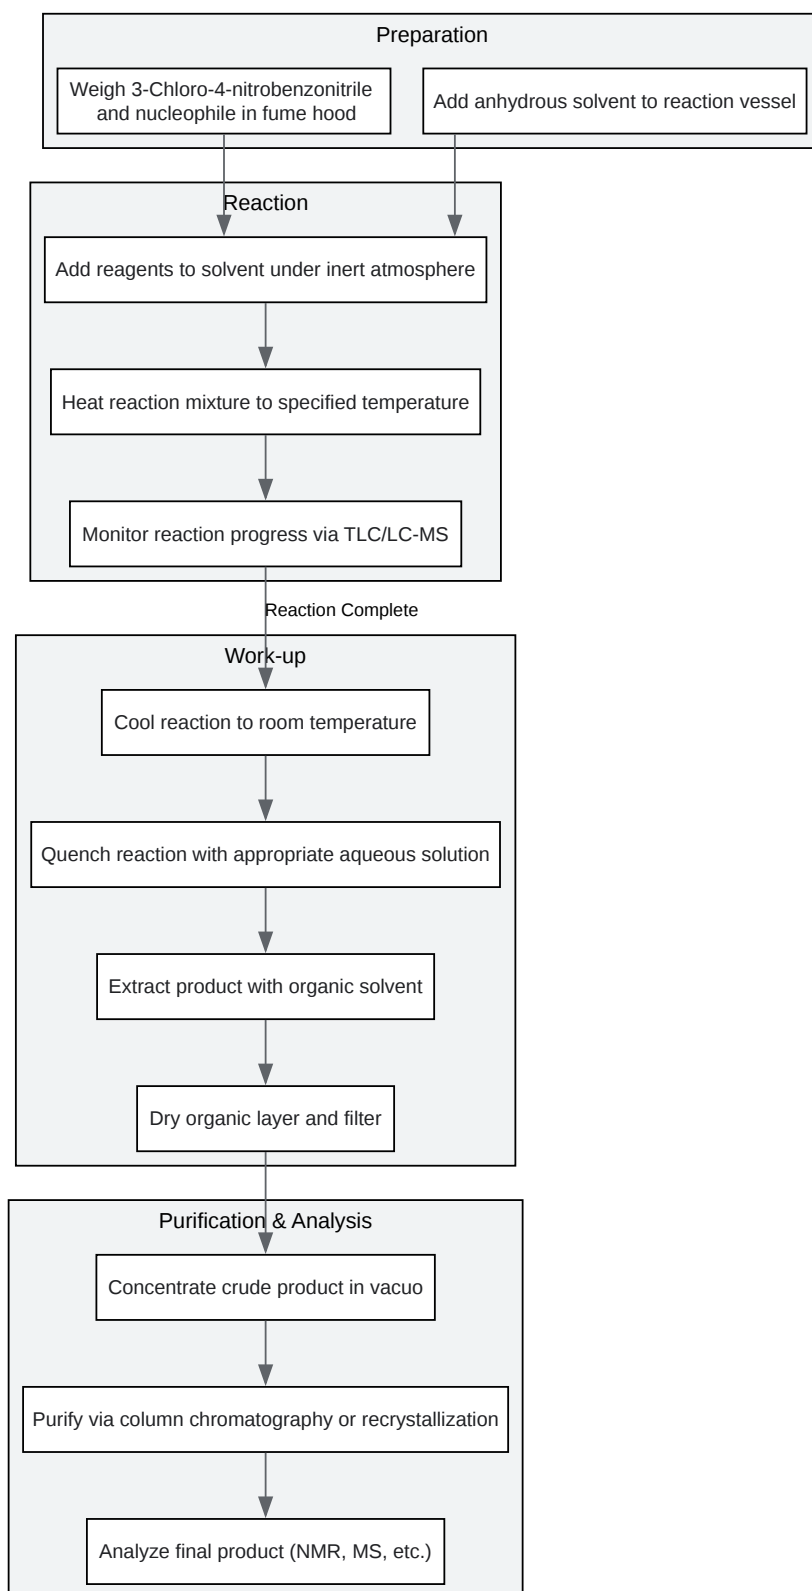 Preparation
Weigh 3-Chloro-4-nitrobenzonitrile
and nucleophile in fume hood
Add anhydrous solvent to reaction vessel
Reaction
Add reagents to solvent under inert atmosphere
Heat reaction mixture to specified temperature
Monitor reaction progress via TLC/LC-MS
Reaction Complete
Work-up
Cool reaction to room temperature
Quench reaction with appropriate aqueous solution
Extract product with organic solvent
Dry organic layer and filter
Purification & Analysis
Concentrate crude product in vacuo
Purify via column chromatography or recrystallization
Analyze final product (NMR, MS, etc.)